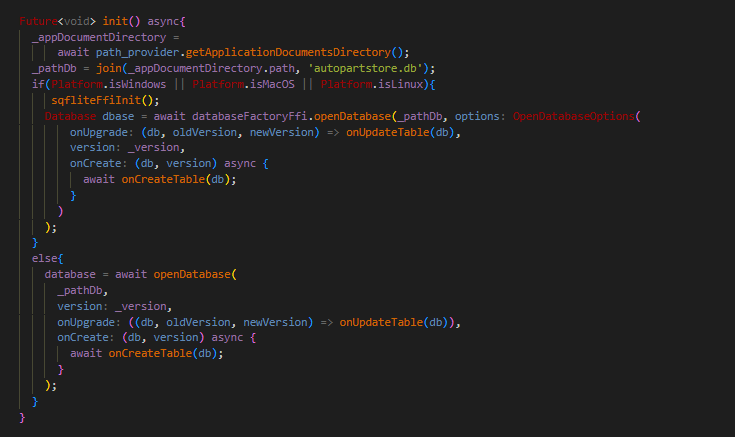 Future<void> init() async{
  _appDocumentDirectory =
      await path_provider.getApplicationDocumentsDirectory();
  _pathDb = join(_appDocumentDirectory.path, 'autopartstore.db');
  if(Platform.isWindows || Platform.isMacOS || Platform.isLinux){
     sqfliteFfiInit();
    Database dbase = await databaseFactoryFfi.openDatabase(_pathDb, options: OpenDatabaseOptions(
        onUpgrade: (db, oldVersion, newVersion) => onUpdateTable(db),
        version: _version,
        onCreate: (db, version) async {
          await onCreateTable(db);
        }
      )
    );
  }
  else{
    database = await openDatabase(
      _pathDb,
      version: _version,
      onUpgrade: ((db, oldVersion, newVersion) => onUpdateTable(db)),
      onCreate: (db, version) async {
        await onCreateTable(db);
      }
    );
  }
}